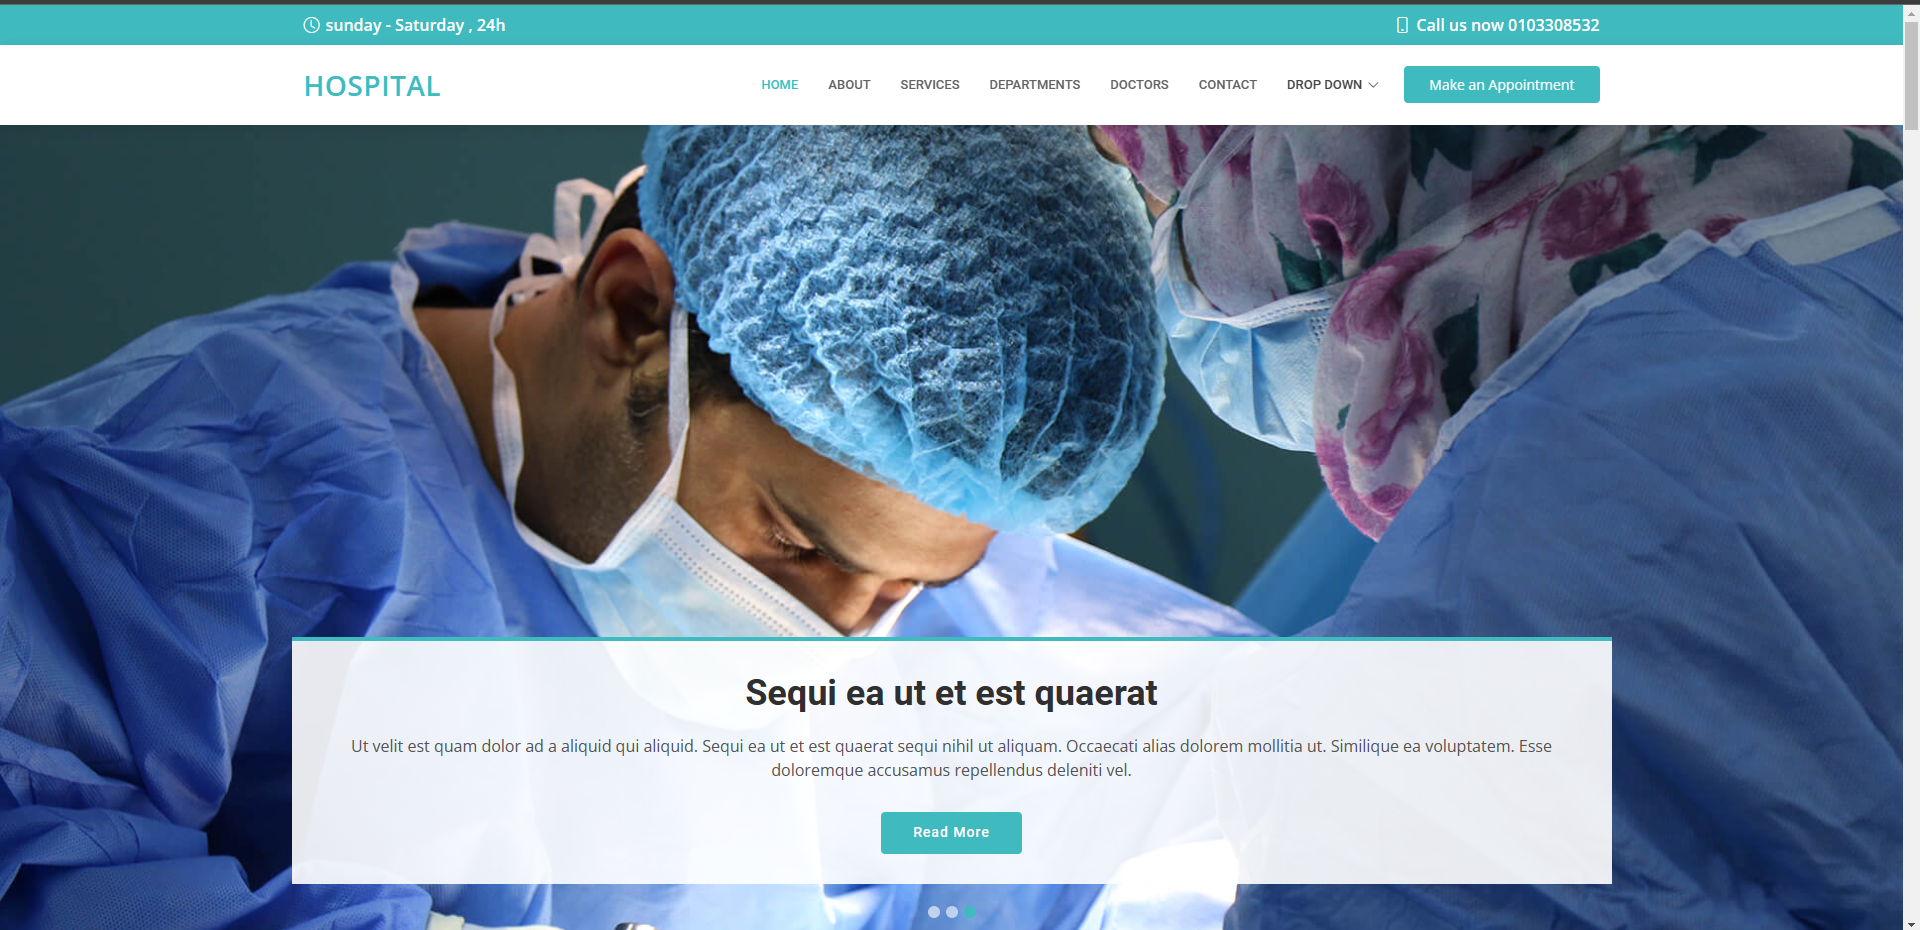 sunday - Saturday , 24h
Call us now 0103308532
HOSPITAL
HOME
ABOUT
SERVICES
DEPARTMENTS
DOCTORS
CONTACT
DROP DOWN
Make an Appointment
Sequi ea ut et est quaerat
Ut velit est quam dolor ad a aliquid qui aliquid. Sequi ea ut et est quaerat sequi nihil ut aliquam. Occaecati alias dolorem mollitia ut. Similique ea voluptatem. Esse
doloremque accusamus repellendus deleniti vel.
Read More